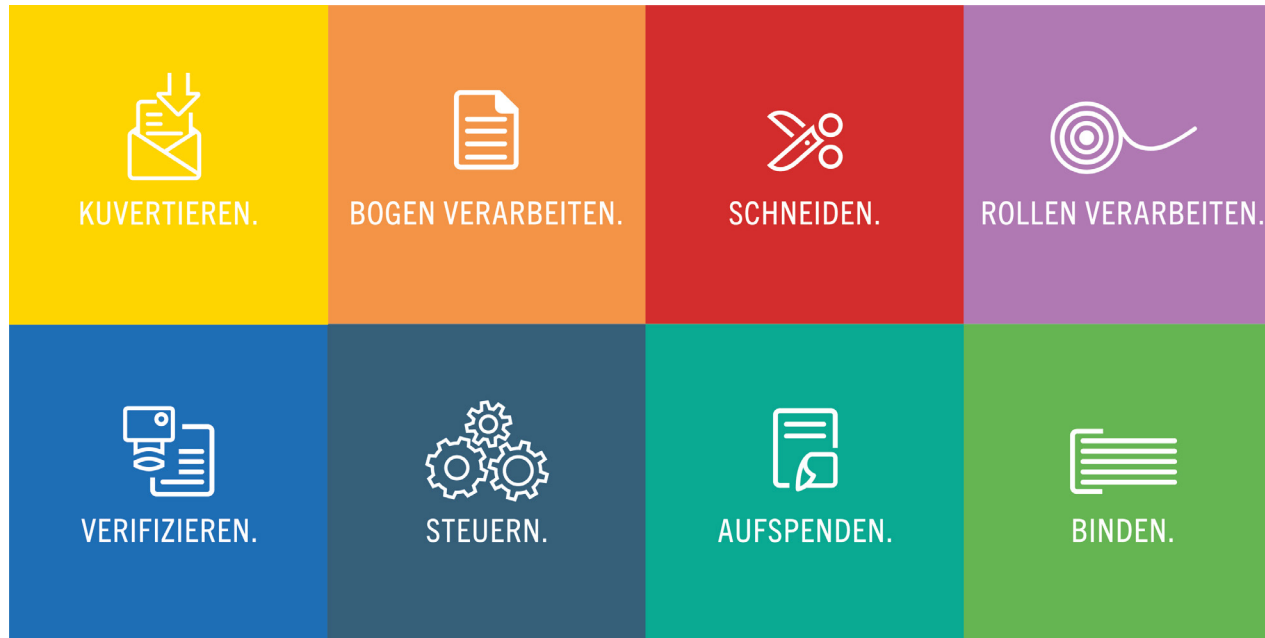 KUVERTIEREN.
BOGEN VERARBEITEN.
SCHNEIDEN.
ROLLEN VERARBEITEN.
VERIFIZIEREN.
STEUERN.
AUFSPENDEN.
BINDEN.